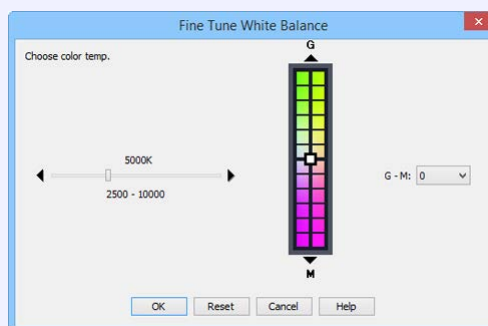 Fine Tune White Balance
Choose color temp.
G
5000K
2500 - 10000
G - M: 0
M
OK Reset Cancel Help